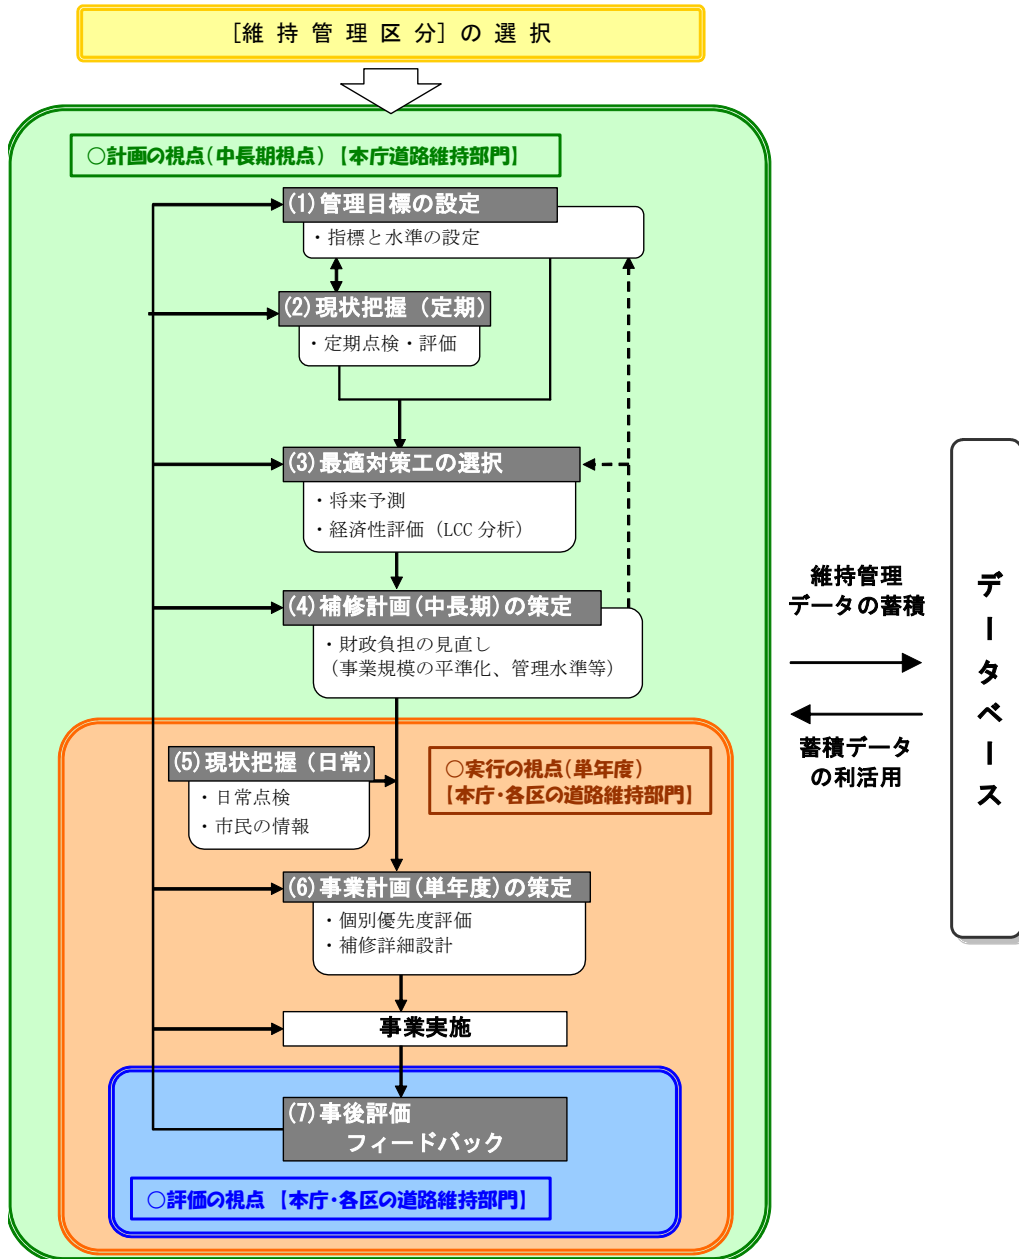 [維持管理区分]の選択
○計画の視点(中長期視点)【本庁道路維持部門】
(1)管理目標の設定
・指標と水準の設定
(2)現状把握(定期)
・定期点検・評価
(3)最適対策工の選択
・将来予測
・経済性評価(LCC 分析)
(4)補修計画(中長期)の策定
・財政負担の見直し
(事業規模の平準化、管理水準等)
(5)現状把握(日常)
・日常点検
・市民の情報
○実行の視点(単年度)
【本庁・各区の道路維持部門】
(6)事業計画(単年度)の策定
・個別優先度評価
・補修詳細設計
事業実施
(7)事後評価
フィードバック
○評価の視点【本庁・各区の道路維持部門】
維持管理
データの蓄積
蓄積データ
の利活用
データベース